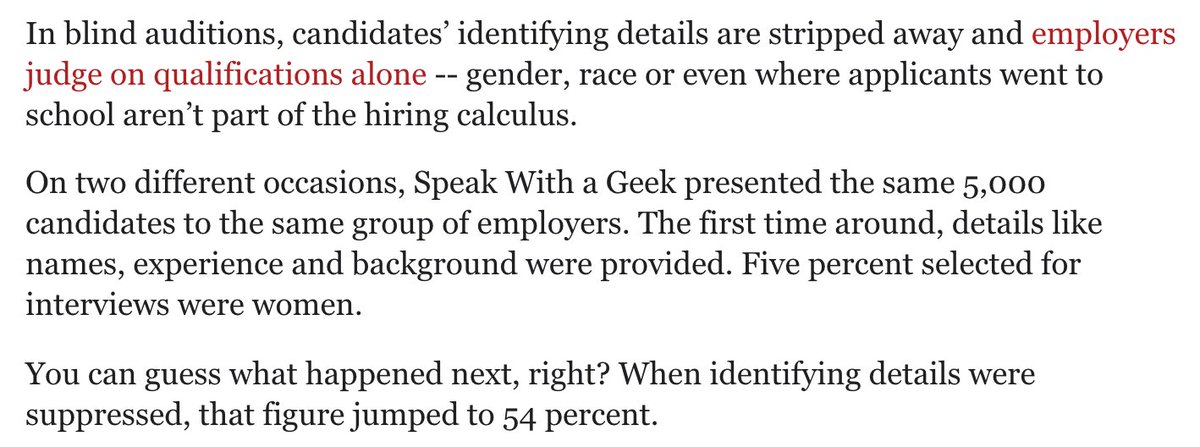 In blind auditions, candidates’ identifying details are stripped away and employers
judge on qualifications alone -- gender, race or even where applicants went to
school aren’t part of the hiring calculus.
On two different occasions, Speak With a Geek presented the same 5,000
candidates to the same group of employers. The first time around, details like
names, experience and background were provided. Five percent selected for
interviews were women.
You can guess what happened next, right? When identifying details were
suppressed, that figure jumped to 54 percent.